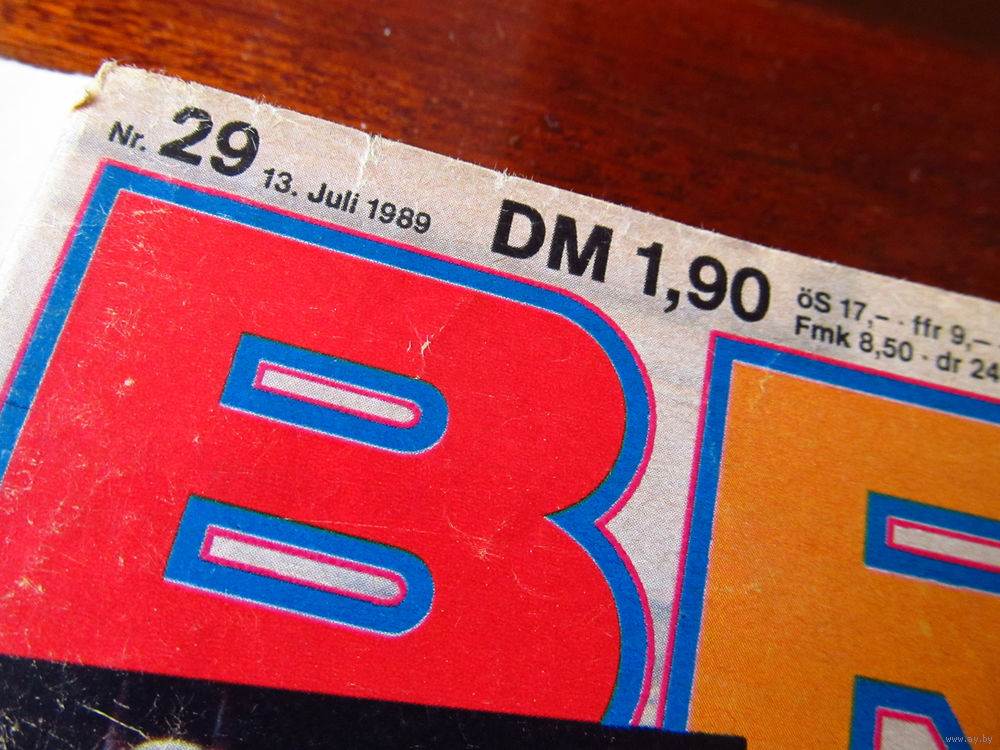 Nr. 29 13. Juli 1989 DM 1,90
öS 17,– · ffr 9,–
Fmk 8,50 · dr 24
BR
www.ay.by